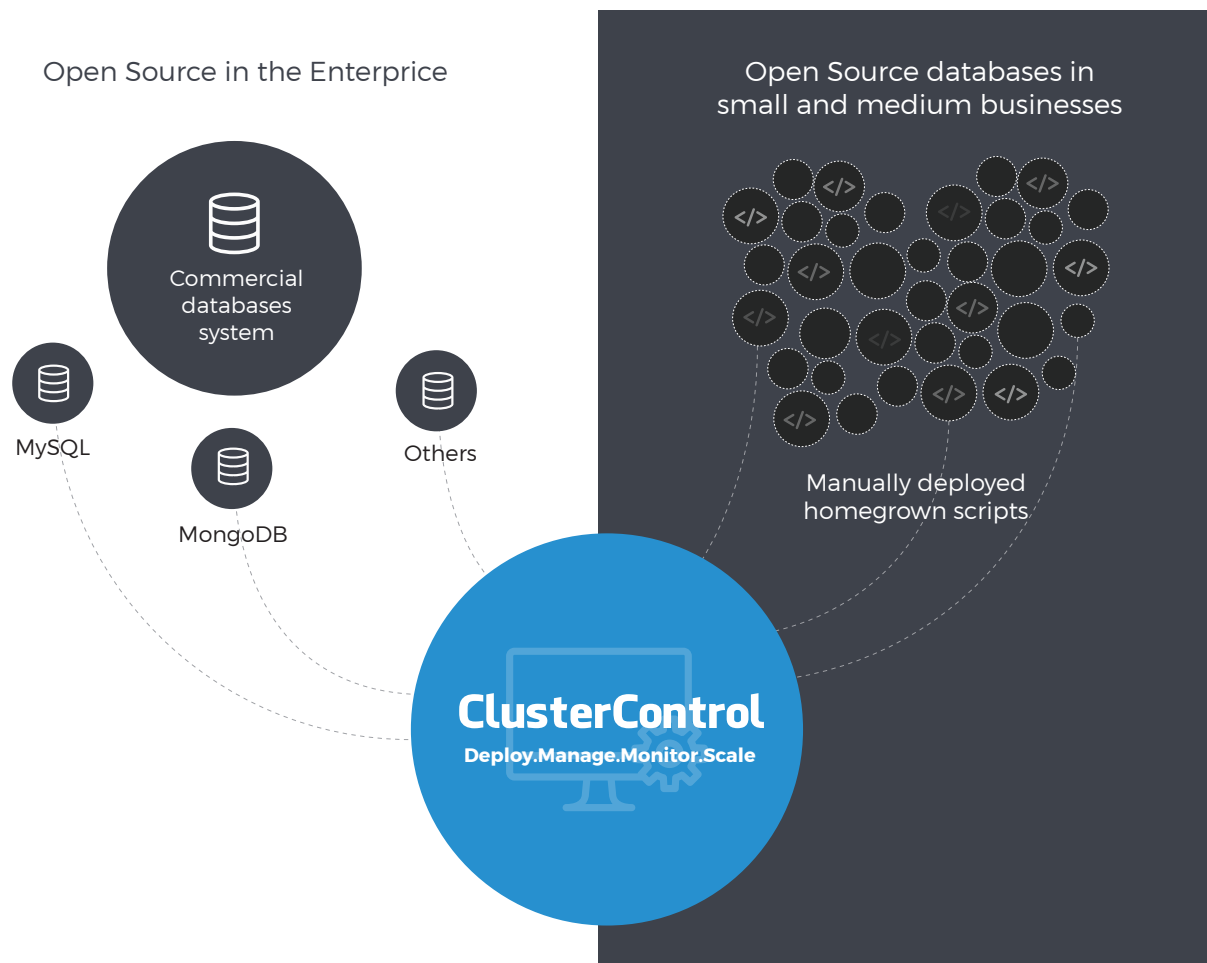 Open Source in the Enterprice
Commercial
databases
system
MySQL
MongoDB
Others
Open Source databases in
small and medium businesses
</>
</>
</>
</>
</>
</>
</>
</>
</>
</>
</>
</>
</>
Manually deployed
homegrown scripts
ClusterControl
Deploy.Manage.Monitor.Scale